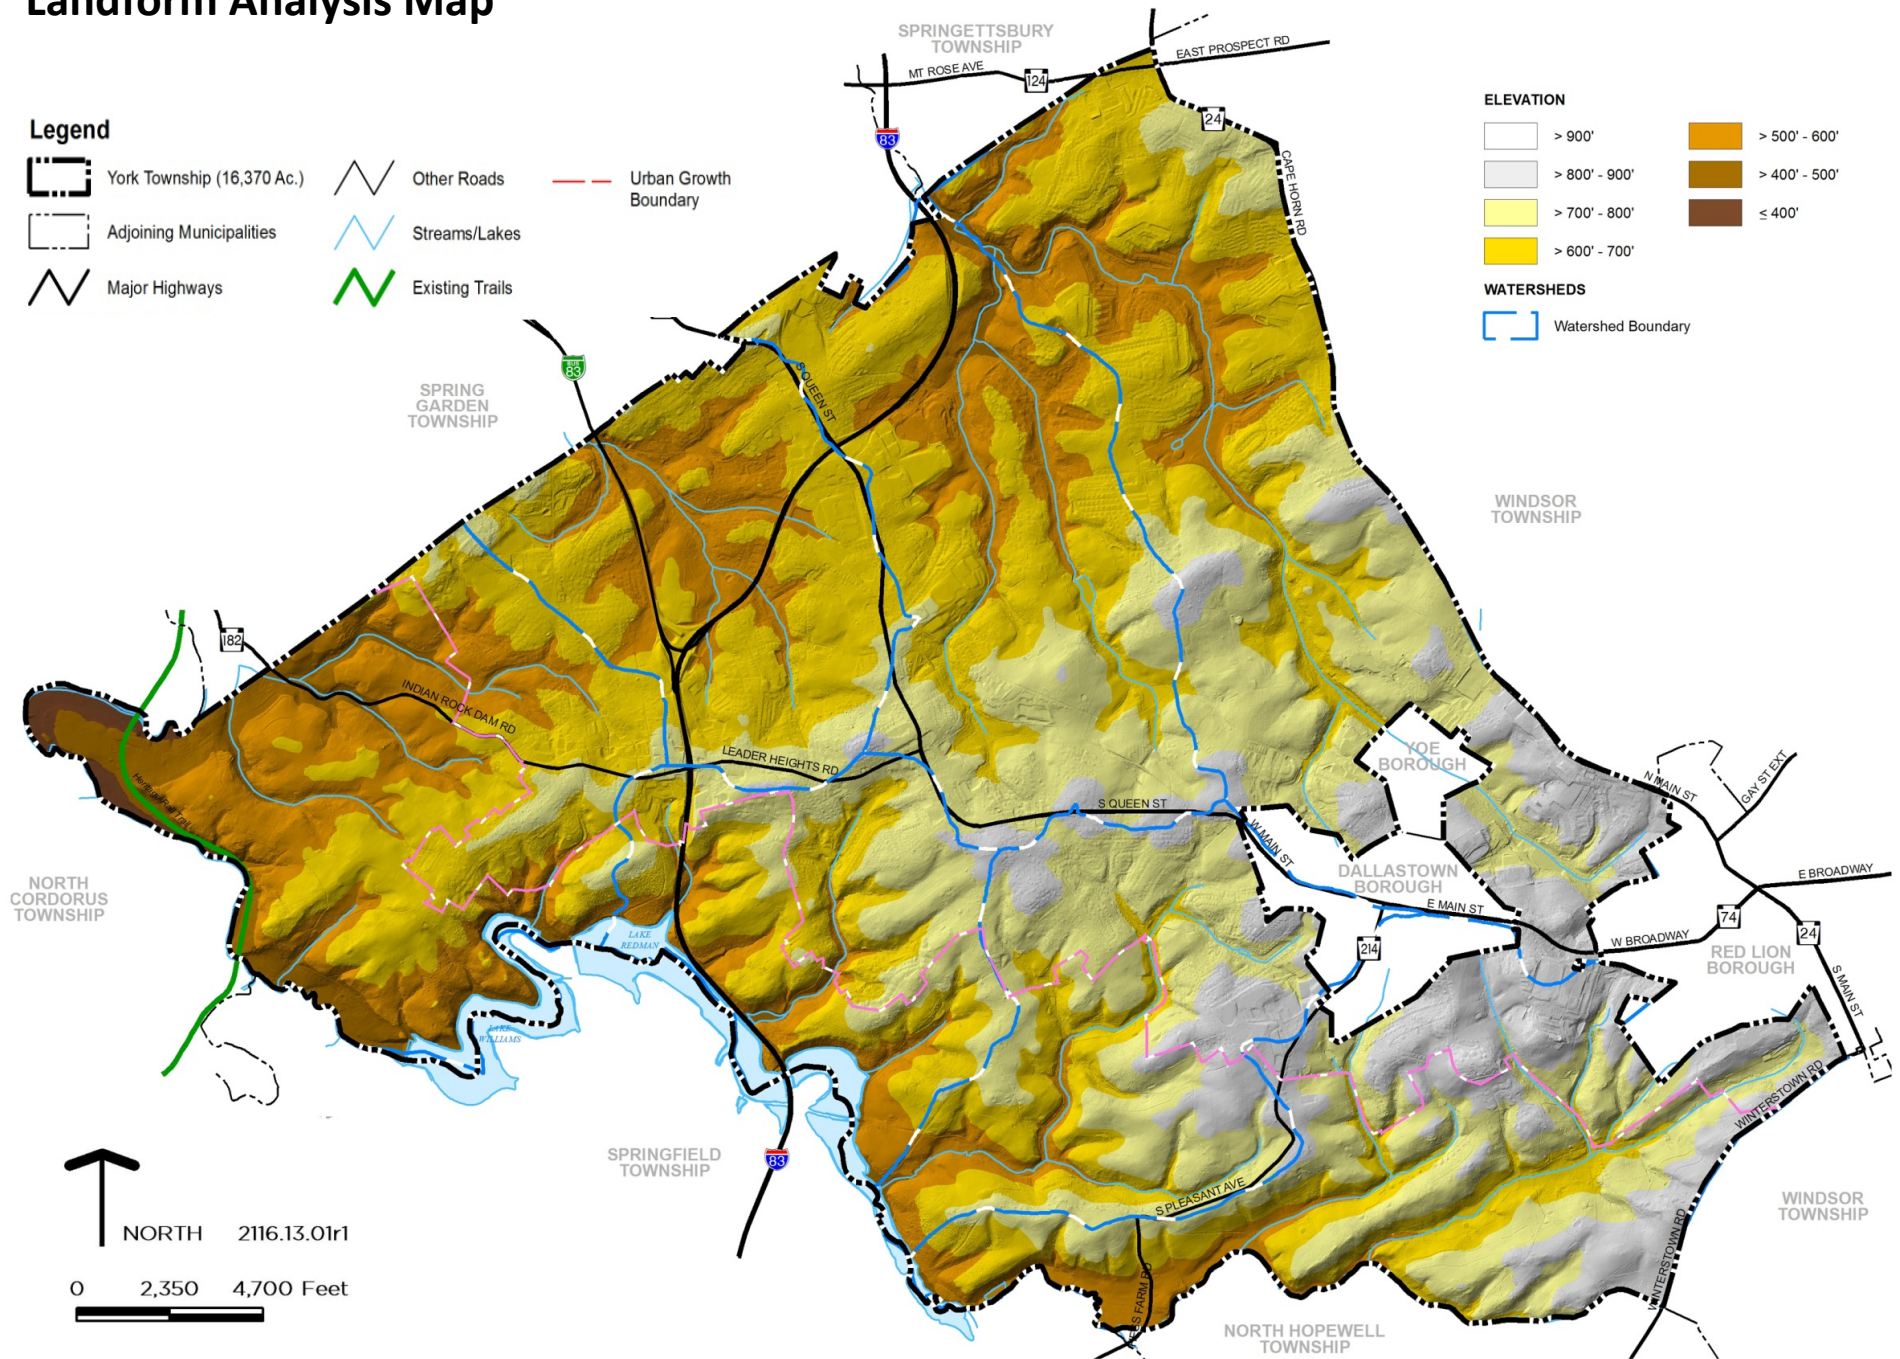 Landform Analysis Map
Legend
York Township (16,370 Ac.)
Adjoining Municipalities
Major Highways
Other Roads
Streams/Lakes
Existing Trails
Urban Growth
Boundary
ELEVATION
> 900'
> 800' - 900'
> 700' - 800'
> 600' - 700'
> 500' - 600'
> 400' - 500'
≤ 400'
WATERSHEDS
Watershed Boundary
SPRINGETTSBURY
TOWNSHIP
MT ROSE AVE
124
EAST PROSPECT RD
24
83
CAPE HORN RD
83
SPRING
GARDEN
TOWNSHIP
S QUEEN ST
WINDSOR
TOWNSHIP
182
INDIAN ROCK DAM RD
LEADER HEIGHTS RD
Heritage Rail Trail
YOE
BOROUGH
N MAIN ST
GAY ST EXT
S QUEEN ST
W MAIN ST
DALLASTOWN
BOROUGH
E MAIN ST
E BROADWAY
74
24
W BROADWAY
RED LION
BOROUGH
S MAIN ST
214
NORTH
CORDORUS
TOWNSHIP
LAKE
REDMAN
LAKE
WILLIAMS
WINTERSTOWN RD
SPRINGFIELD
TOWNSHIP
83
S PLEASANT AVE
WINDSOR
TOWNSHIP
WINTERSTOWN RD
FARM RD
NORTH HOPEWELL
TOWNSHIP
NORTH 2116.13.01r1
0 2,350 4,700 Feet